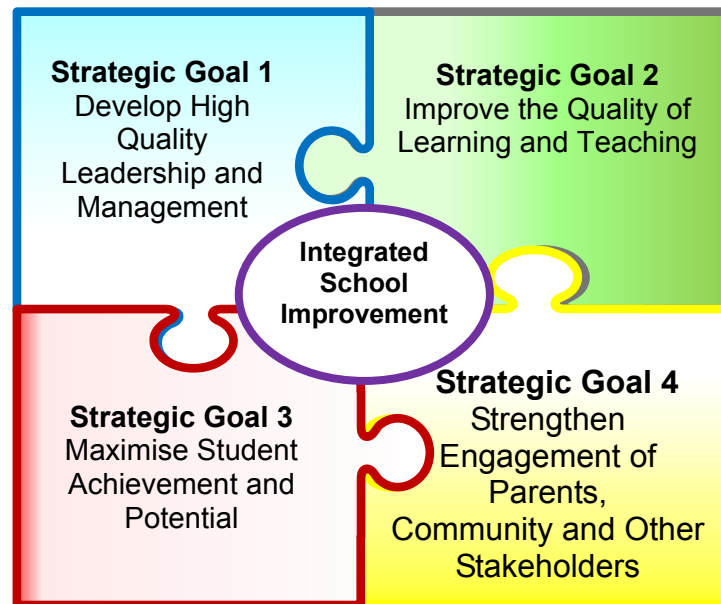 Strategic Goal 1
Develop High
Quality
Leadership and
Management
Strategic Goal 2
Improve the Quality of
Learning and Teaching
Integrated
School
Improvement
Strategic Goal 3
Maximise Student
Achievement and
Potential
Strategic Goal 4
Strengthen
Engagement of
Parents,
Community and Other
Stakeholders